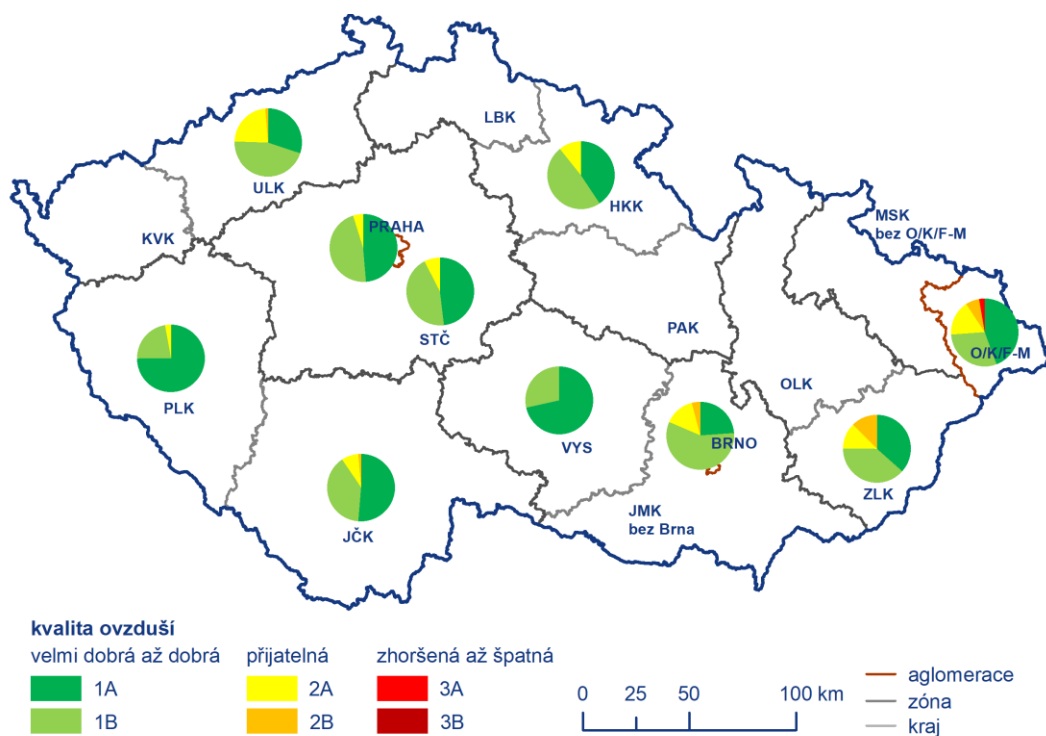 LBK
ULK
HKK
MSK
bez O/K/F-M
PRAHA
KVK
PAK
STČ
O/K/F-M
OLK
PLK
VYS
BRNO
ZLK
JMK
bez Brna
JČK
kvalita ovzduší
velmi dobrá až dobrá
přijatelná
zhoršená až špatná
1A
2A
3A
1B
2B
3B
0 25 50 100 km
aglomerace
zóna
kraj